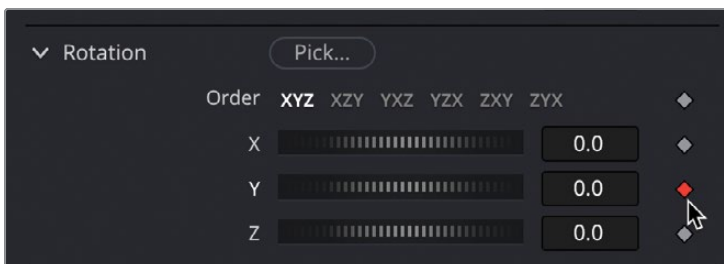 Rotation Pick...
Order XYZ XZY YXZ YZX ZXY ZYX
X 0.0
Y 0.0
Z 0.0